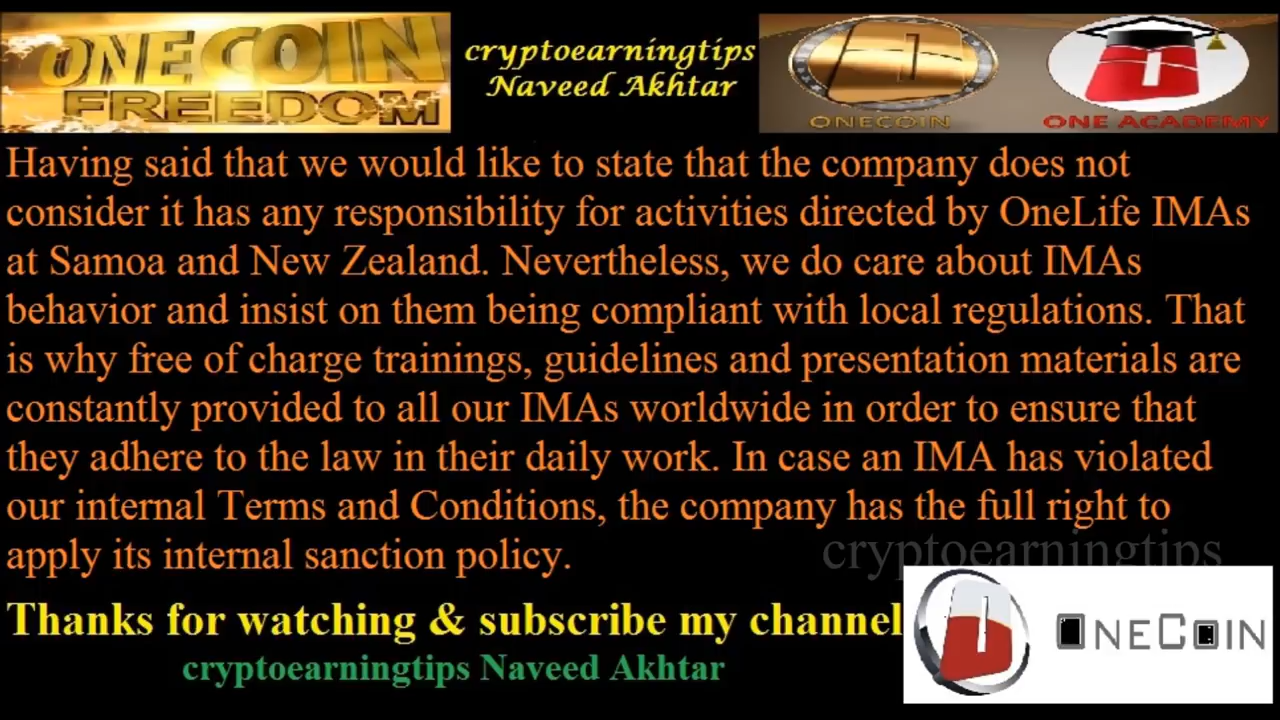 ONE COIN
FREEDOM
cryptoearningtips
Naveed Akhtar
ONECOIN
ONE ACADEMY
Having said that we would like to state that the company does not
consider it has any responsibility for activities directed by OneLife IMAs
at Samoa and New Zealand. Nevertheless, we do care about IMAs
behavior and insist on them being compliant with local regulations. That
is why free of charge trainings, guidelines and presentation materials are
constantly provided to all our IMAs worldwide in order to ensure that
they adhere to the law in their daily work. In case an IMA has violated
our internal Terms and Conditions, the company has the full right to
apply its internal sanction policy.
cryptoearningtips
Thanks for watching & subscribe my channel
cryptoearningtips Naveed Akhtar
ONECOIN